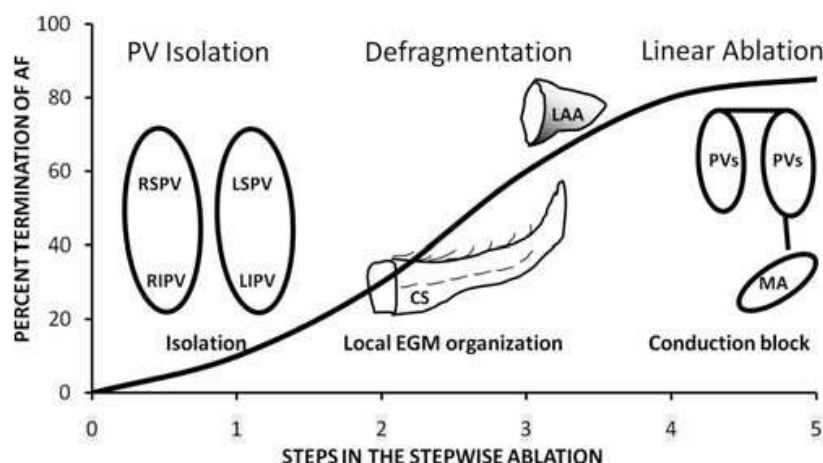 PV Isolation Defragmentation Linear Ablation
PERCENT TERMINATION OF AF
100
80
60
40
20
0
LAA
RSPV LSPV PVs PVs
RIPV LIPV CS MA
Isolation Local EGM organization Conduction block
0 1 2 3 4 5
STEPS IN THE STEPWISE ABLATION